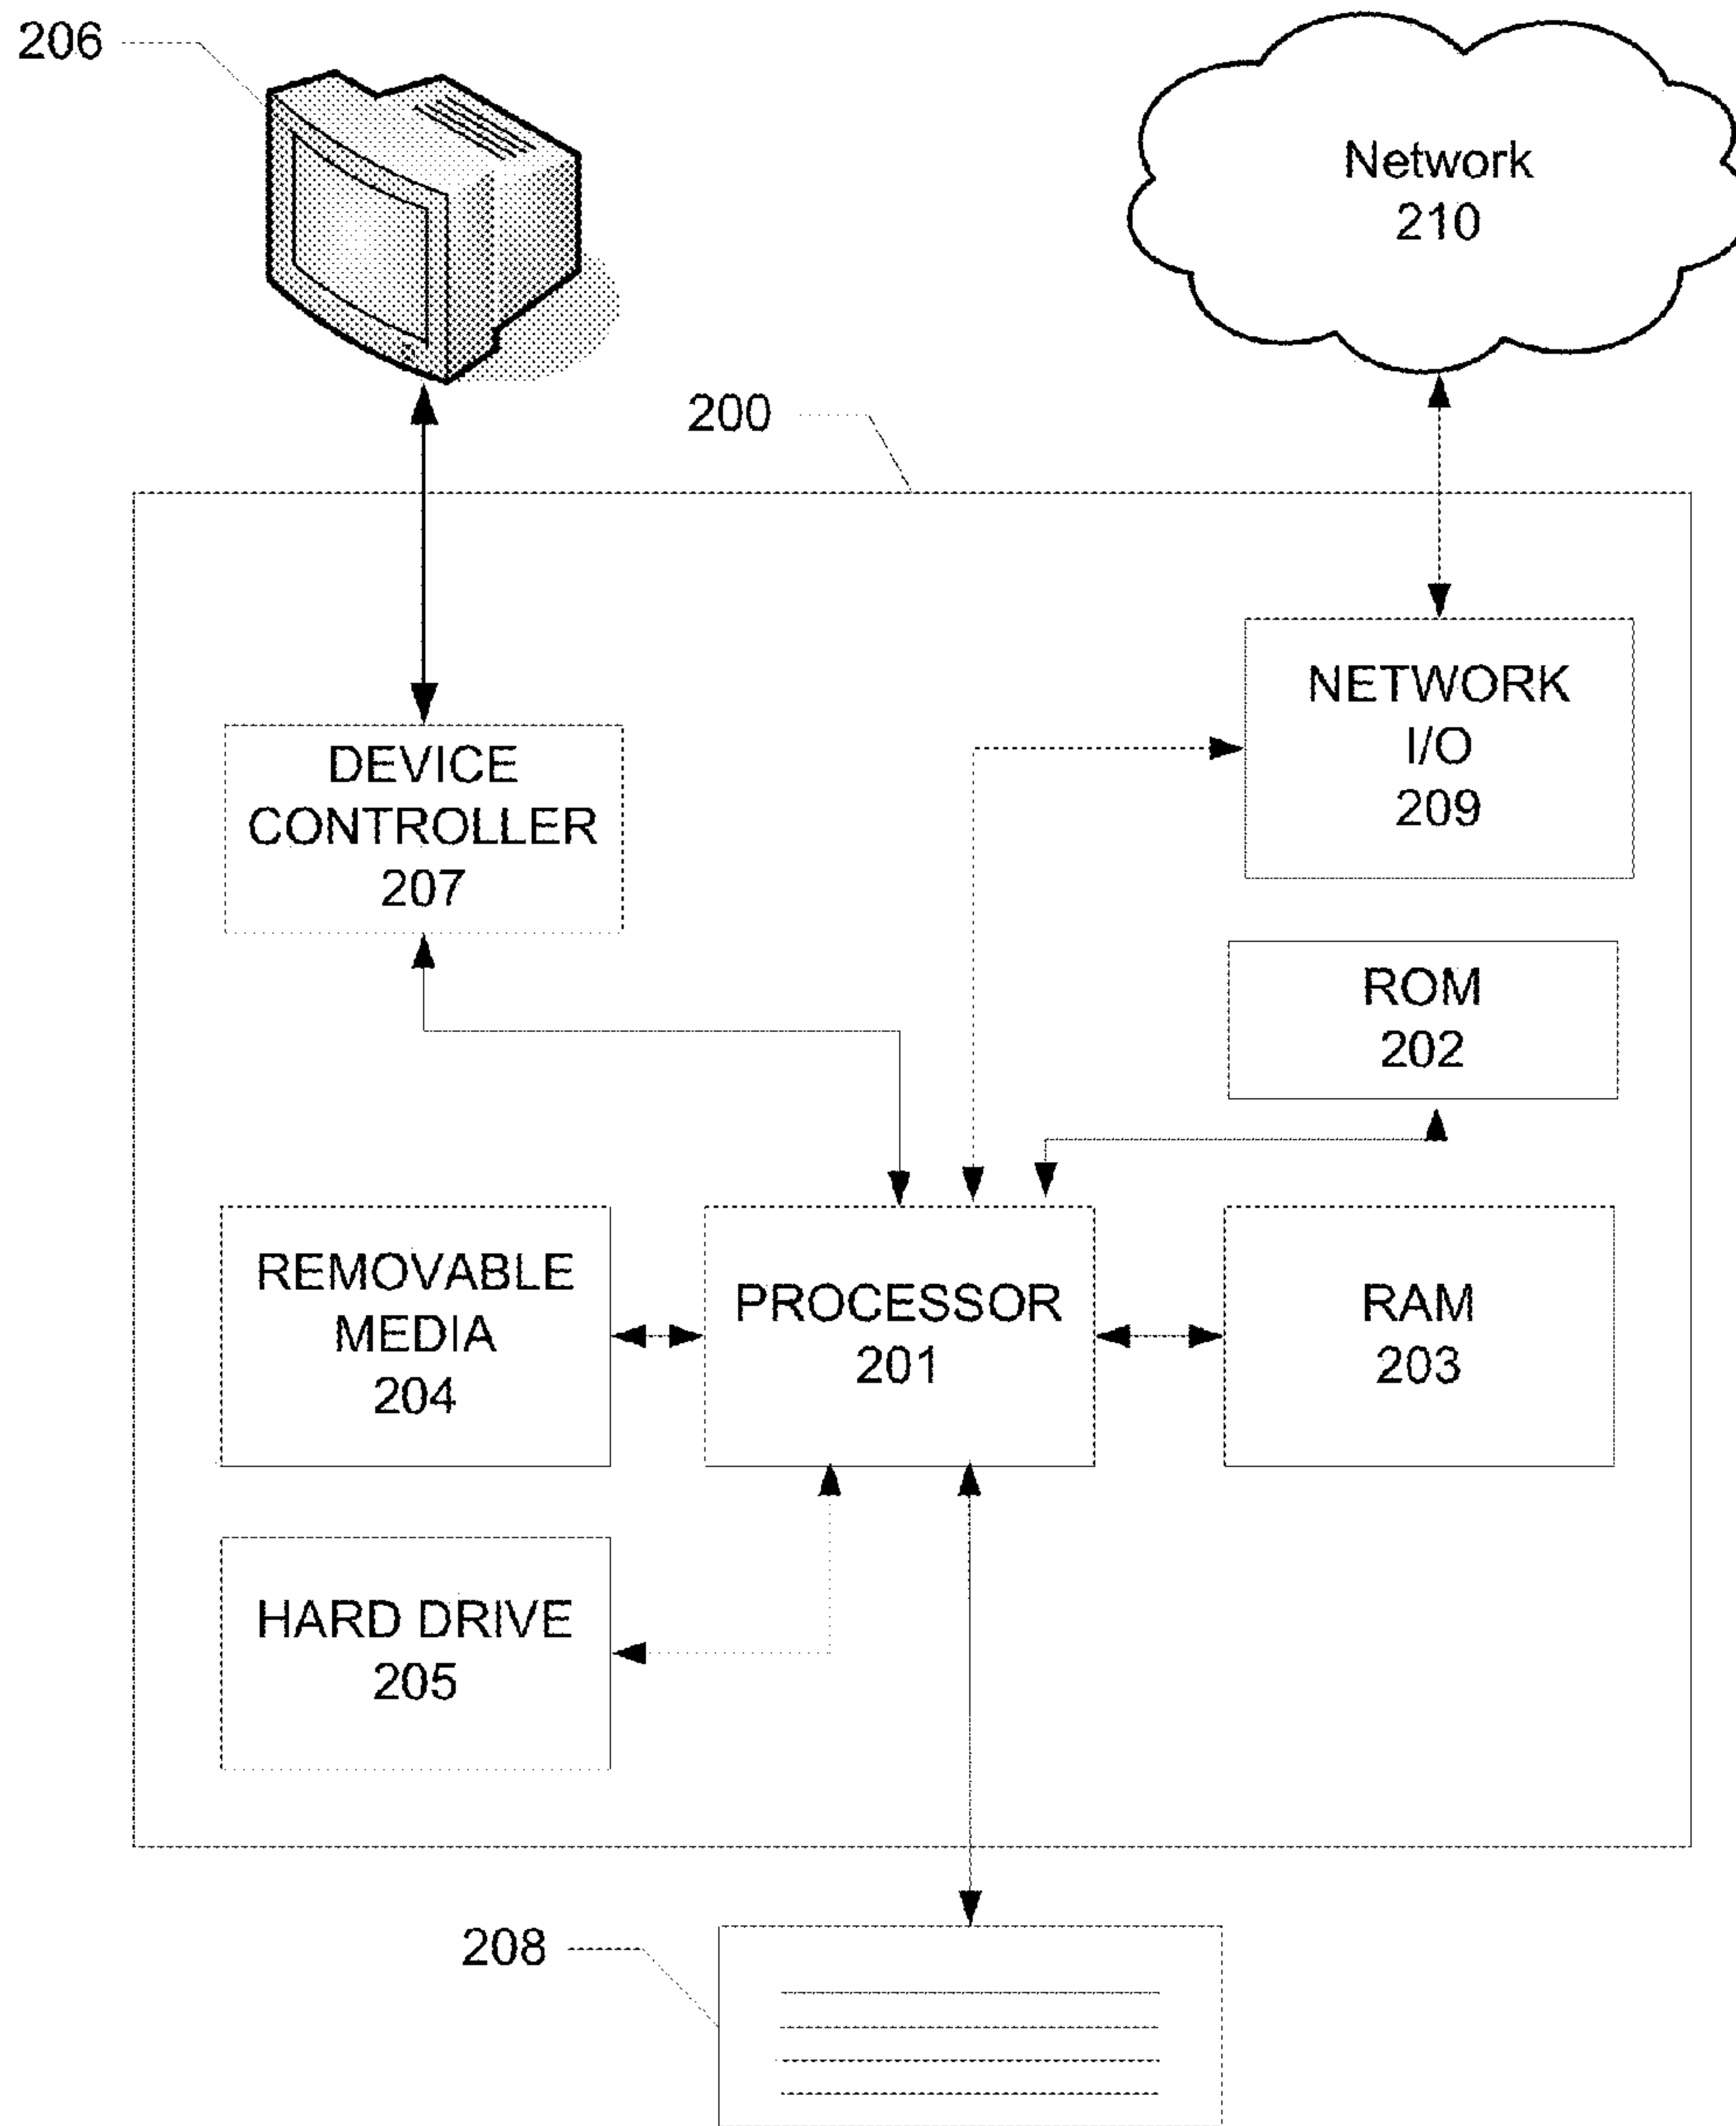 206
Network
210
200
DEVICE
CONTROLLER
207
NETWORK
I/O
209
ROM
202
REMOVABLE
MEDIA
204
PROCESSOR
201
RAM
203
HARD DRIVE
205
208